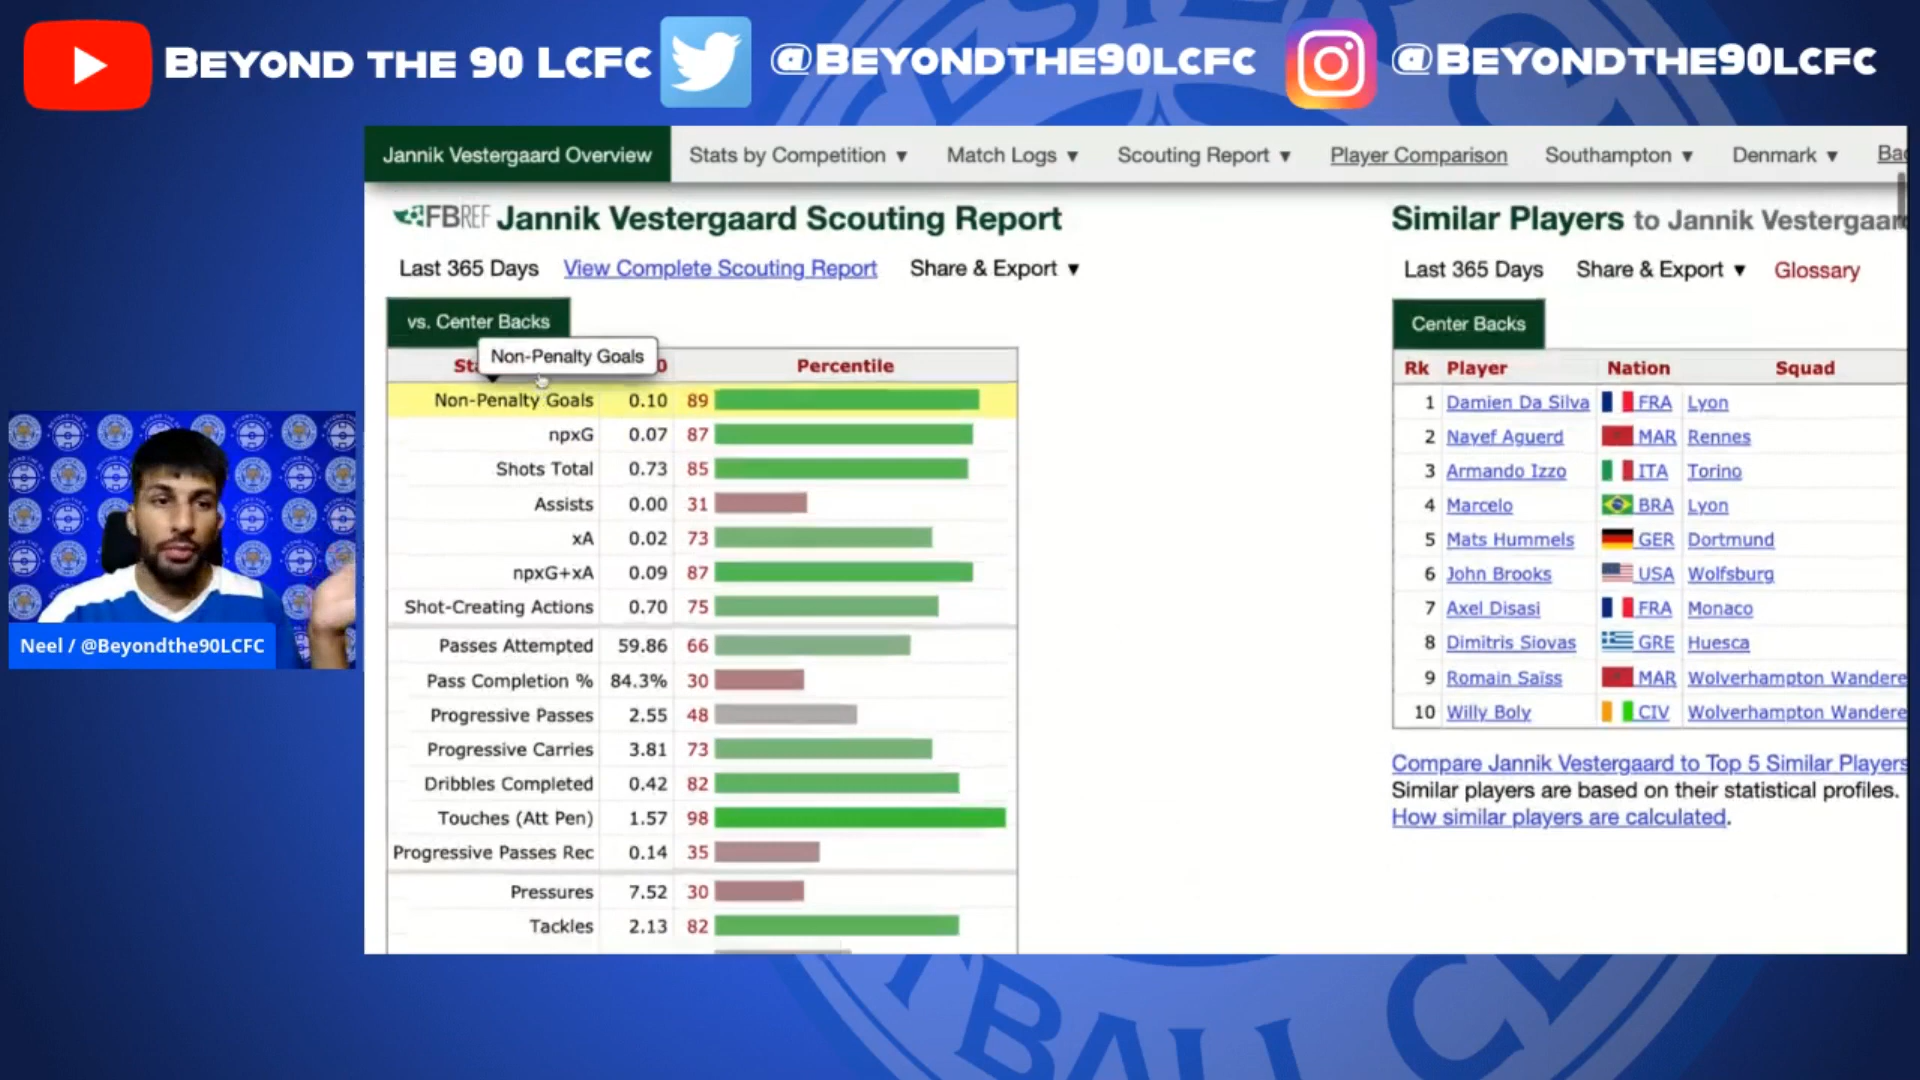 BEYOND THE 90 LCFC @BEYONDTHE90LCFC @BEYONDTHE90LCFC
Jannik Vestergaard Overview Stats by Competition ▼ Match Logs ▼ Scouting Report ▼ Player Comparison Southampton ▼ Denmark ▼
FBREF Jannik Vestergaard Scouting Report
Last 365 Days View Complete Scouting Report Share & Export ▼
vs. Center Backs
Non-Penalty Goals
Percentile
Non-Penalty Goals 0.10 89
npxG 0.07 87
Shots Total 0.73 85
Assists 0.00 31
xA 0.02 73
npxG+xA 0.09 87
Shot-Creating Actions 0.70 75
Passes Attempted 59.86 66
Pass Completion % 84.3% 30
Progressive Passes 2.55 48
Progressive Carries 3.81 73
Dribbles Completed 0.42 82
Touches (Att Pen) 1.57 98
Progressive Passes Rec 0.14 35
Pressures 7.52 30
Tackles 2.13 82
Similar Players to Jannik Vestergaar
Last 365 Days Share & Export ▼ Glossary
Center Backs
Rk Player Nation Squad
1 Damien Da Silva FRA Lyon
2 Nayef Aguerd MAR Rennes
3 Armando Izzo ITA Torino
4 Marcelo BRA Lyon
5 Mats Hummels GER Dortmund
6 John Brooks USA Wolfsburg
7 Axel Disasi FRA Monaco
8 Dimitris Siovas GRE Huesca
9 Romain Saïss MAR Wolverhampton Wandere
10 Willy Boly CIV Wolverhampton Wandere
Compare Jannik Vestergaard to Top 5 Similar Players
Similar players are based on their statistical profiles.
How similar players are calculated.
Neel / @Beyondthe90LCFC